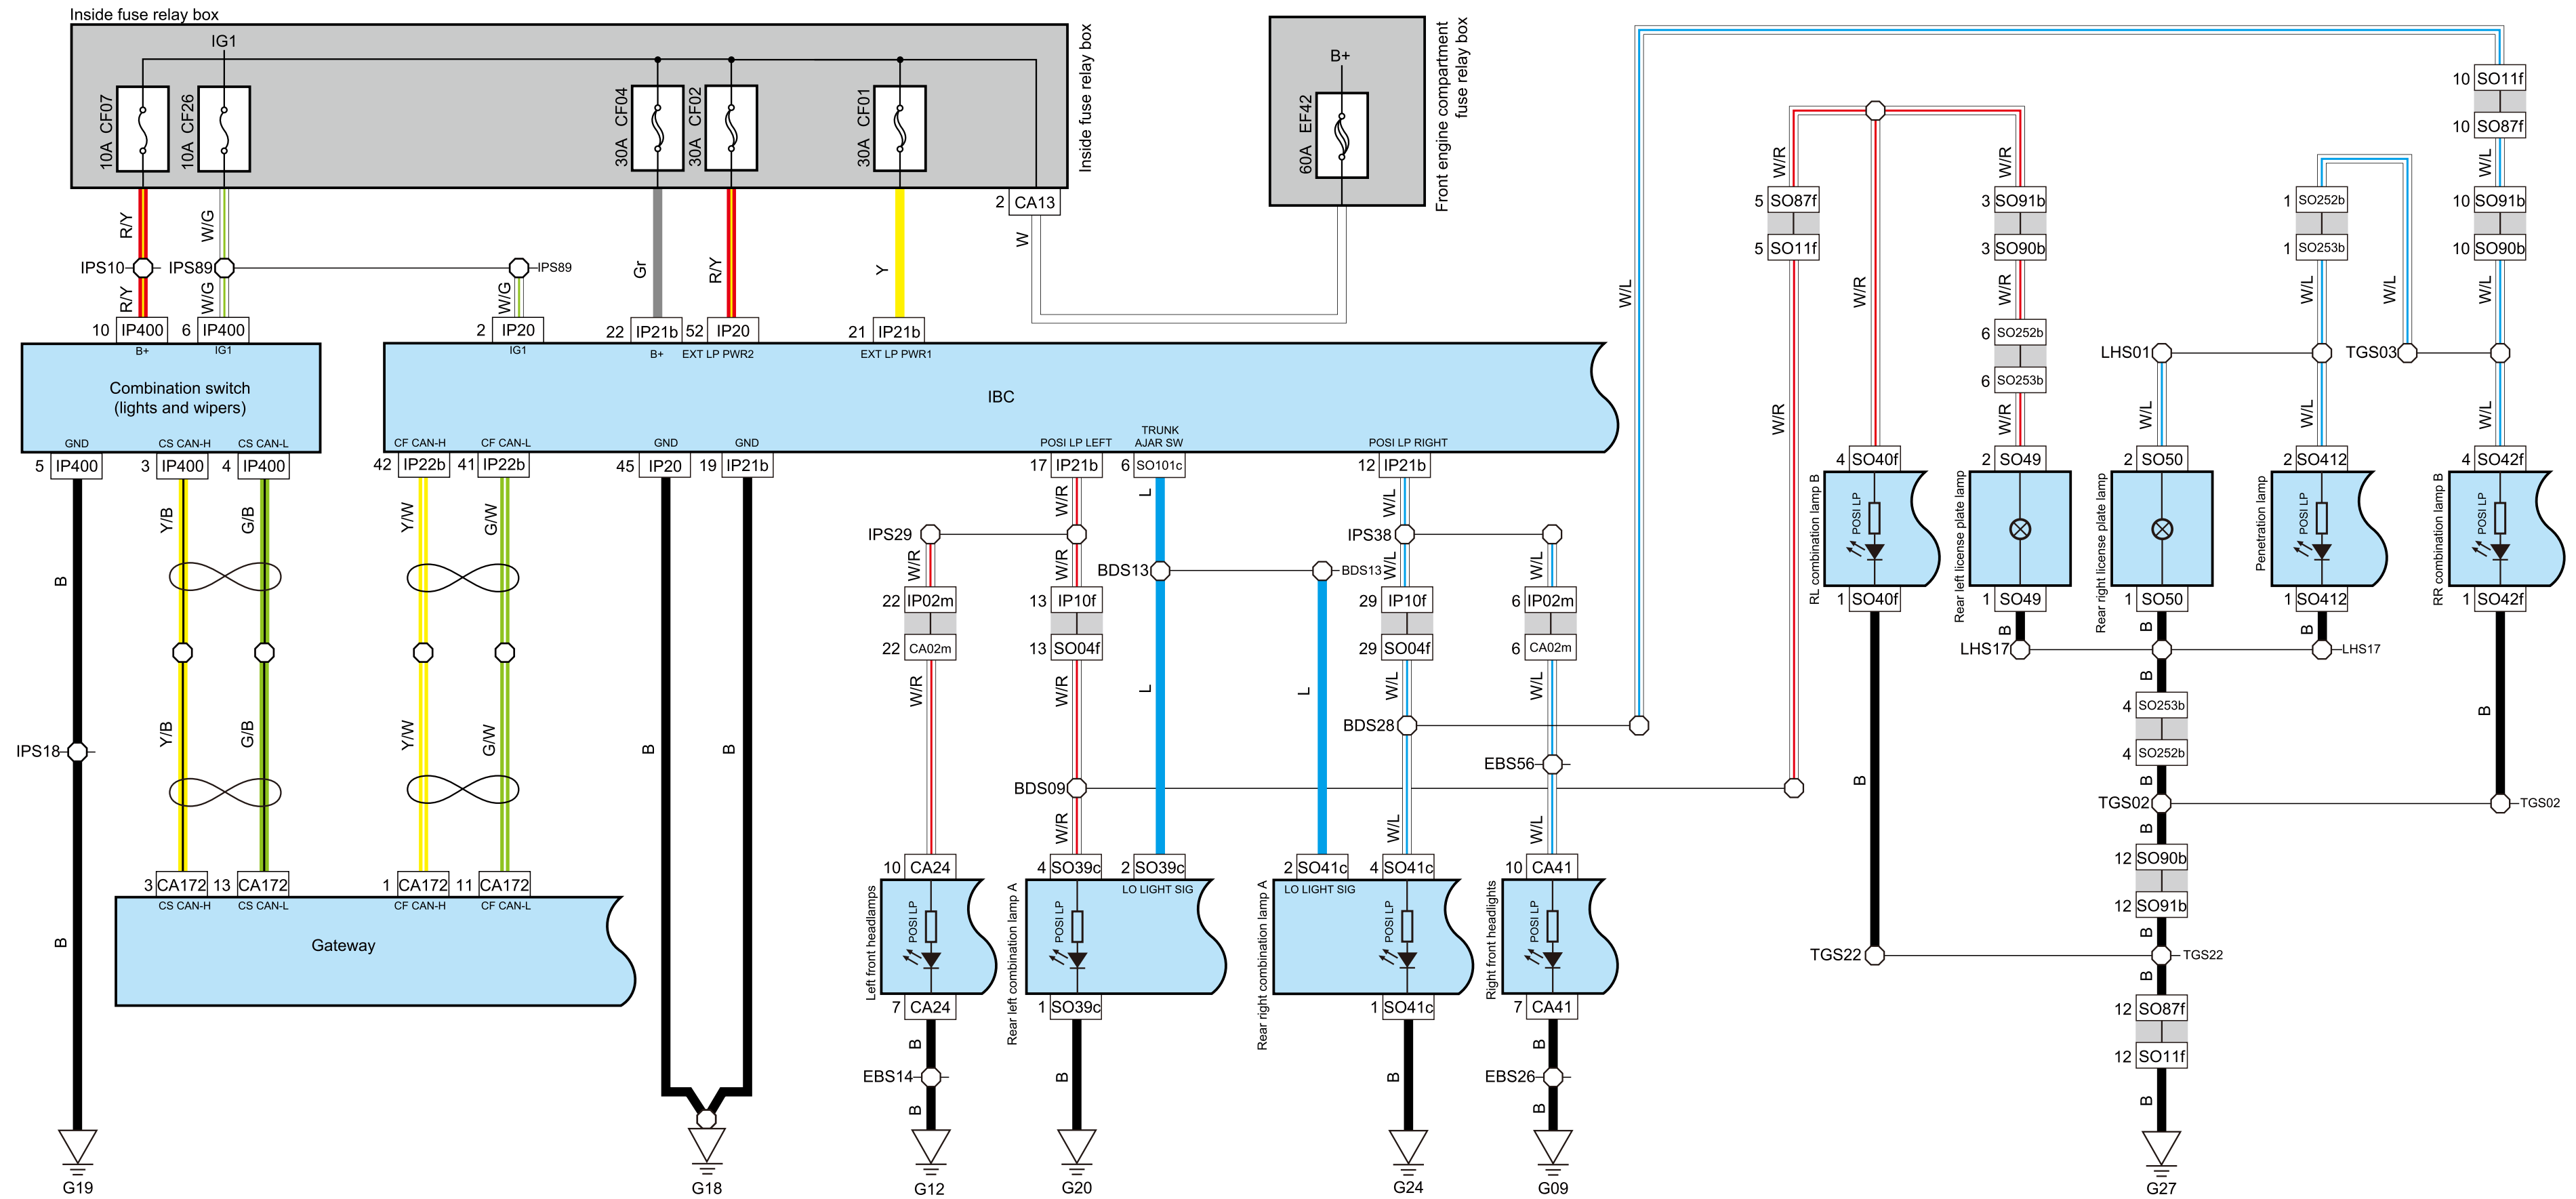 Inside fuse relay box
IG1
10A CF07
10A CF26
30A CF04
30A CF02
30A CF01
Inside fuse relay box
2 CA13
B+
60A EF42
Front engine compartment
fuse relay box
R/Y
W/G
IPS10
IPS89
IPS89
R/Y
W/G
W/G
Gr
R/Y
Y
W
10 IP400
6 IP400
2 IP20
22 IP21b
52 IP20
21 IP21b
B+
IG1
Combination switch
(lights and wipers)
GND
CS CAN-H
CS CAN-L
IG1
B+
EXT LP PWR2
EXT LP PWR1
IBC
CF CAN-H
CF CAN-L
GND
GND
POSI LP LEFT
TRUNK
AJAR SW
POSI LP RIGHT
5 IP400
3 IP400
4 IP400
42 IP22b
41 IP22b
45 IP20
19 IP21b
17 IP21b
6 SO101c
12 IP21b
B
Y/B
G/B
Y/W
G/W
IPS18
Y/B
G/B
Y/W
G/W
B
B
B
3 CA172
13 CA172
1 CA172
11 CA172
CS CAN-H
CS CAN-L
CF CAN-H
CF CAN-L
Gateway
G19
G18
W/R
L
W/L
IPS29
IPS38
W/R
W/R
BDS13
BDS13
W/L
W/L
22 IP02m
13 IP10f
29 IP10f
6 IP02m
22 CA02m
13 SO04f
29 SO04f
6 CA02m
W/R
W/R
L
L
W/L
W/L
BDS28
EBS56
BDS09
W/R
W/L
W/L
10 CA24
4 SO39c
2 SO39c
2 SO41c
4 SO41c
10 CA41
Left front headlamps
POSI LP
Rear left combination lamp A
POSI LP
LO LIGHT SIG
Rear right combination lamp A
LO LIGHT SIG
POSI LP
Right front headlights
POSI LP
7 CA24
1 SO39c
1 SO41c
7 CA41
B
EBS14
B
B
B
B
EBS26
B
G12
G20
G24
G09
W/L
10 SO11f
10 SO87f
W/R
W/R
W/L
5 SO87f
3 SO91b
1 SO252b
10 SO91b
5 SO11f
3 SO90b
1 SO253b
10 SO90b
W/R
W/R
W/L
W/L
W/L
6 SO252b
6 SO253b
LHS01
TGS03
W/R
W/R
W/L
W/L
W/L
4 SO40f
2 SO49
2 SO50
2 SO412
4 SO42f
RL combination lamp B
POSI LP
Rear left license plate lamp
Rear right license plate lamp
Penetration lamp
POSI LP
RR combination lamp B
POSI LP
1 SO40f
1 SO49
1 SO50
1 SO412
1 SO42f
B
B
B
LHS17
LHS17
B
4 SO253b
4 SO252b
B
B
B
TGS02
TGS02
B
12 SO90b
12 SO91b
B
TGS22
TGS22
B
12 SO87f
12 SO11f
B
G27